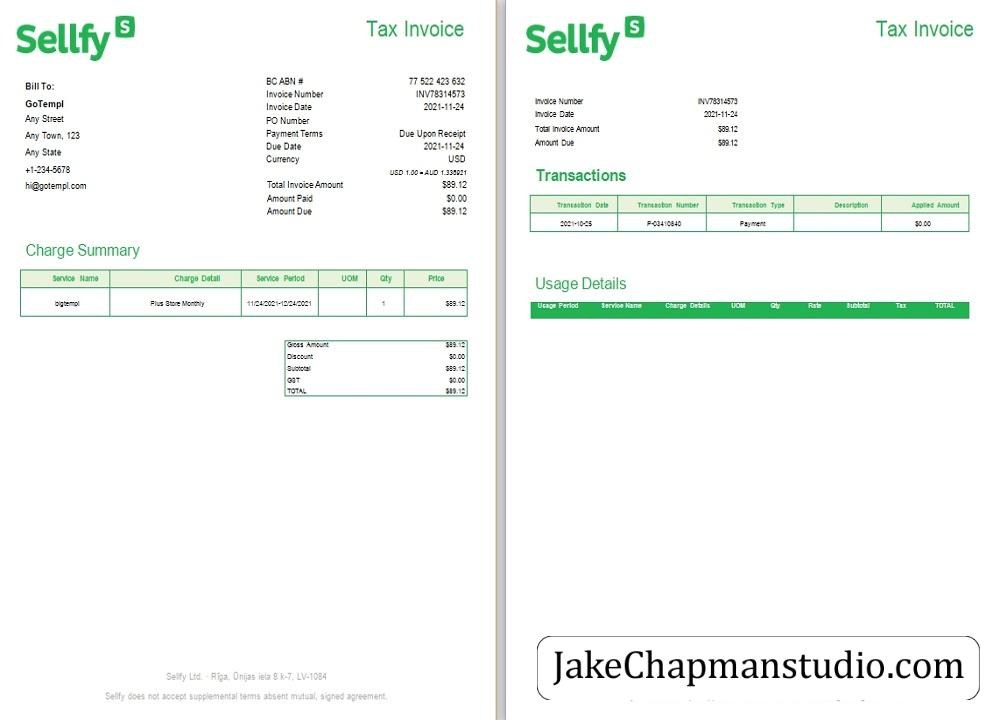 Sellfy S
Tax Invoice
Bill To:
GoTempl
Any Street
Any Town, 123
Any State
+1-234-5678
hi@gotempl.com
BC ABN # 77 522 423 632
Invoice Number INV78314573
Invoice Date 2021-11-24
PO Number
Payment Terms Due Upon Receipt
Due Date 2021-11-24
Currency USD
USD 1.00 = AUD 1.335931
Total Invoice Amount $89.12
Amount Paid $0.00
Amount Due $89.12
Charge Summary
Service Name Charge Detail Service Period UOM Qty Price
bigtempl Plus Store Monthly 11/24/2021-12/24/2021 1 $89.12
Gross Amount $89.12
Discount $0.00
Subtotal $89.12
GST $0.00
TOTAL $89.12
Sellfy Ltd. · Rīga, Ūnijas iela 8 k-7, LV-1084
Sellfy does not accept supplemental terms absent mutual, signed agreement.
Sellfy S
Tax Invoice
Invoice Number INV78314573
Invoice Date 2021-11-24
Total Invoice Amount $89.12
Amount Due $89.12
Transactions
Transaction Date Transaction Number Transaction Type Description Applied Amount
2021-10-25 P-03410840 Payment $0.00
Usage Details
Usage Period Service Name Charge Details UOM Qty Rate Subtotal Tax TOTAL
JakeChapmanstudio.com